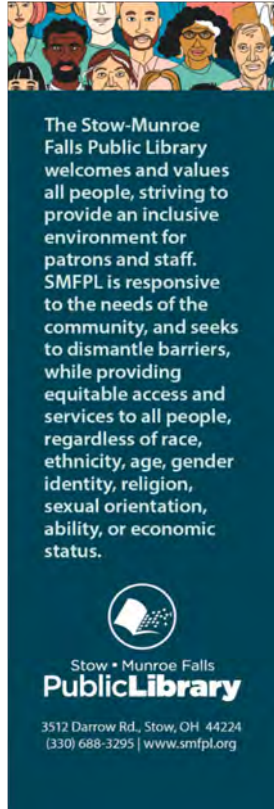 The Stow-Munroe
Falls Public Library
welcomes and values
all people, striving to
provide an inclusive
environment for
patrons and staff.
SMFPL is responsive
to the needs of the
community, and seeks
to dismantle barriers,
while providing
equitable access and
services to all people,
regardless of race,
ethnicity, age, gender
identity, religion,
sexual orientation,
ability, or economic
status.
Stow • Munroe Falls
PublicLibrary
3512 Darrow Rd., Stow, OH 44224
(330) 688-3295 | www.smfpl.org